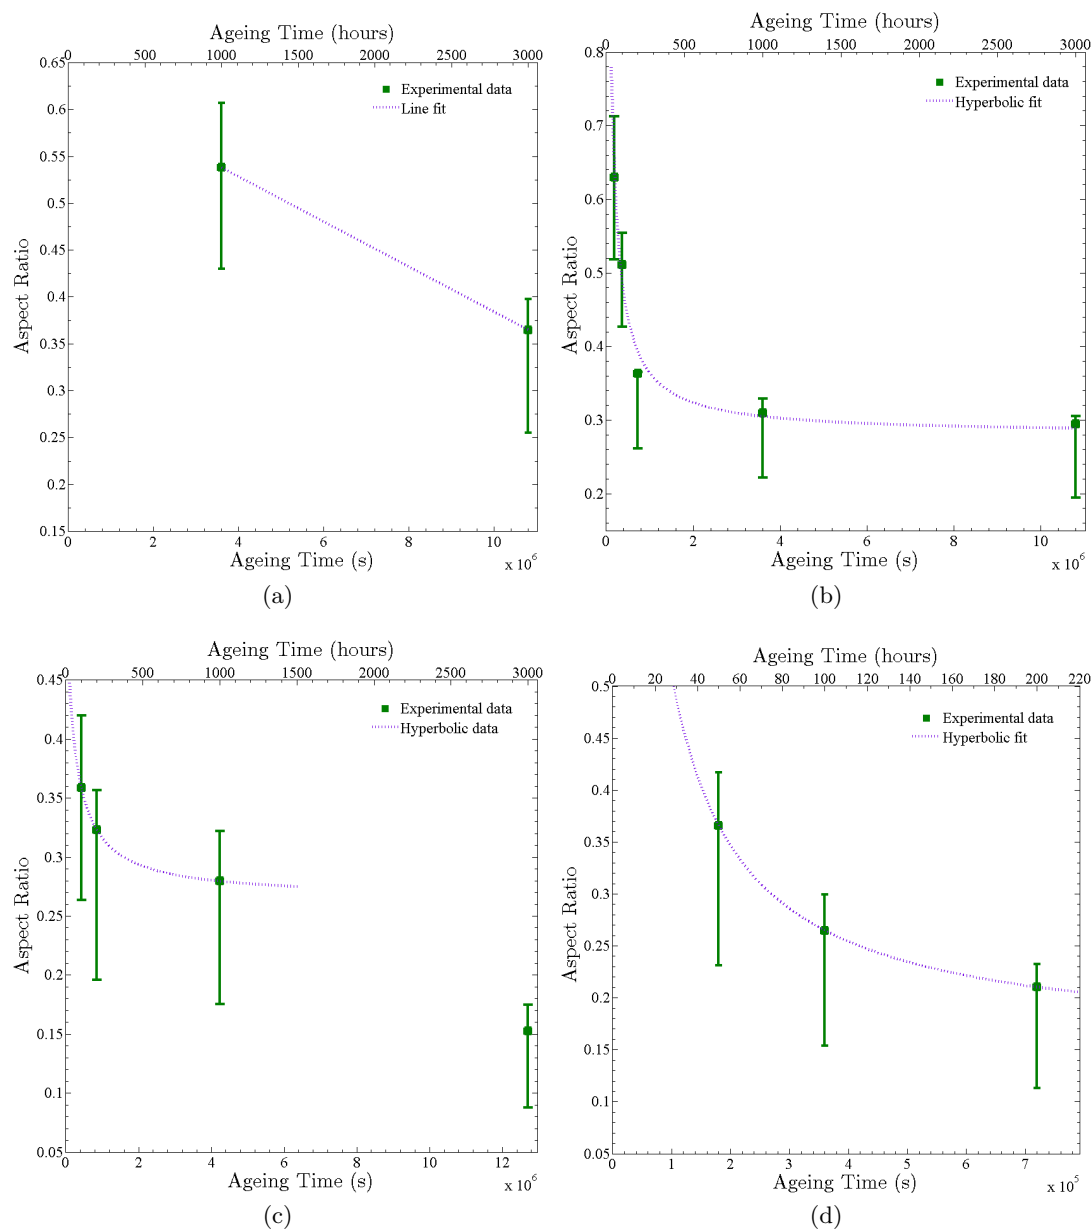 Ageing Time (hours)
0 500 1000 1500 2000 2500 3000
0.65
0.6
0.55
0.5
0.45
0.4
0.35
0.3
0.25
0.2
0.15
Aspect Ratio
Experimental data
Line fit
0 2 4 6 8 10
Ageing Time (s)
x 10^6
(a)
Ageing Time (hours)
0 500 1000 1500 2000 2500 3000
0.8
0.7
0.6
0.5
0.4
0.3
0.2
Aspect Ratio
Experimental data
Hyperbolic fit
0 2 4 6 8 10
Ageing Time (s)
x 10^6
(b)
Ageing Time (hours)
0 500 1000 1500 2000 2500 3000
0.45
0.4
0.35
0.3
0.25
0.2
0.15
0.1
0.05
Aspect Ratio
Experimental data
Hyperbolic data
0 2 4 6 8 10 12
Ageing Time (s)
x 10^6
(c)
Ageing Time (hours)
0 20 40 60 80 100 120 140 160 180 200 220
0.5
0.45
0.4
0.35
0.3
0.25
0.2
0.15
0.1
0.05
Aspect Ratio
Experimental data
Hyperbolic fit
0 1 2 3 4 5 6 7
Ageing Time (s)
x 10^5
(d)